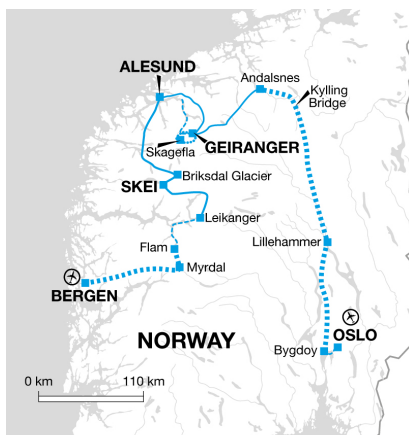 ALESUND
Andalsnes
Kylling
Bridge
Skagefla
GEIRANGER
Briksdal Glacier
SKEI
Leikanger
Flam
Lillehammer
Myrdal
BERGEN
NORWAY
OSLO
Bygdoy
0 km 110 km